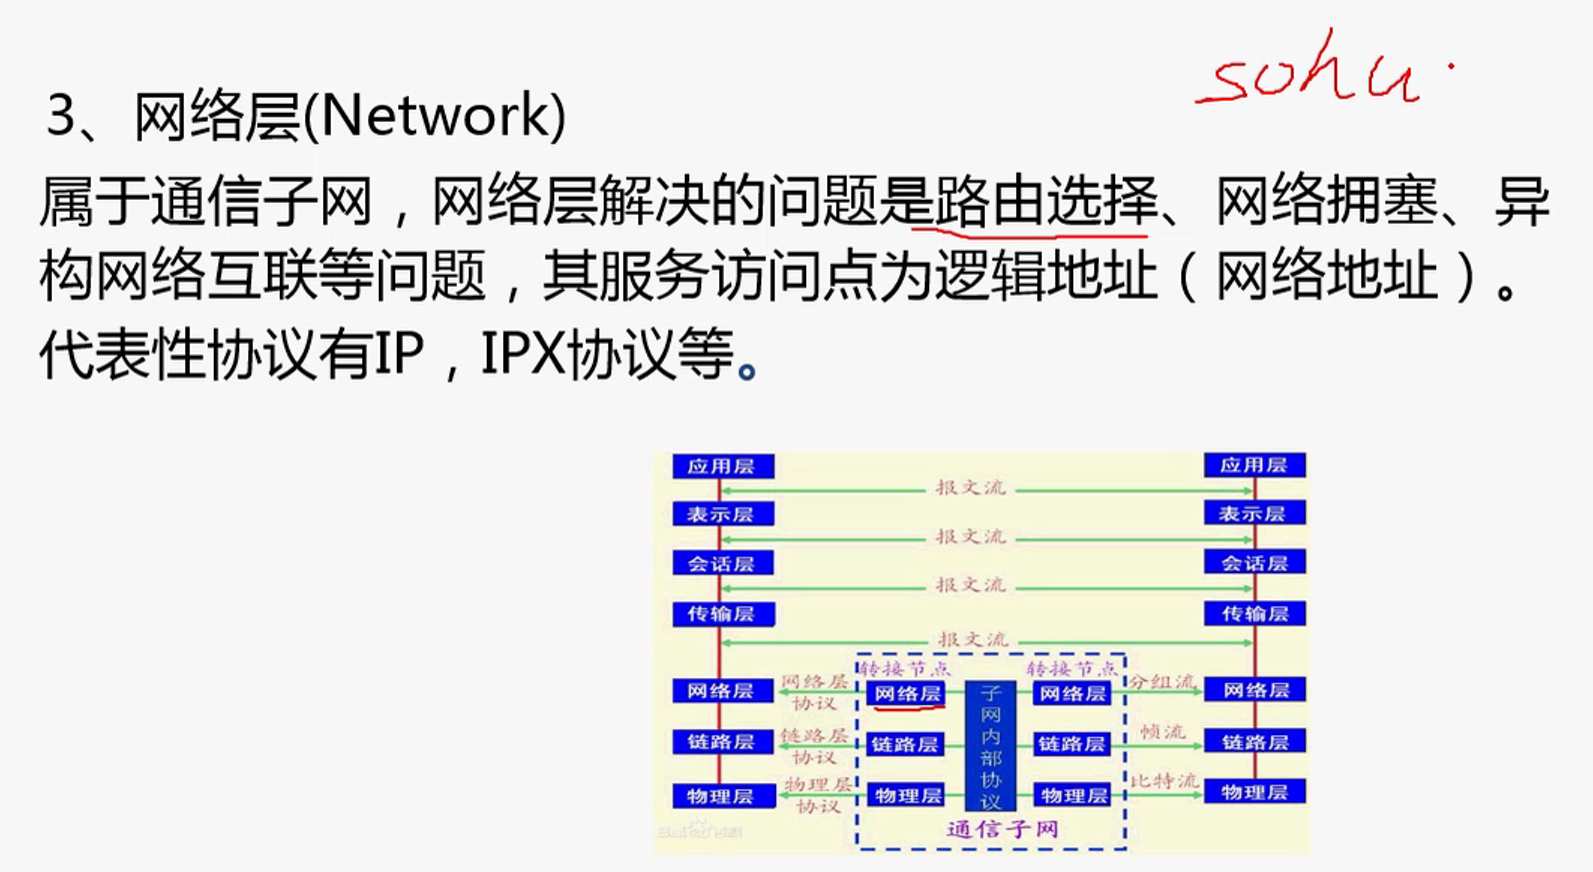 sohu.
3、网络层(Network)
属于通信子网，网络层解决的问题是路由选择、网络拥塞、异
构网络互联等问题，其服务访问点为逻辑地址（网络地址）。
代表性协议有IP，IPX协议等。
应用层 应用层
报文流
表示层 表示层
报文流
会话层 会话层
报文流
传输层 传输层
报文流
转接节点 转接节点
网络层 网络层协议 网络层 网络层 分组流 网络层
子网内部协议
链路层 链路层协议 链路层 链路层 帧流 链路层
物理层 物理层协议 物理层 物理层 比特流 物理层
通信子网